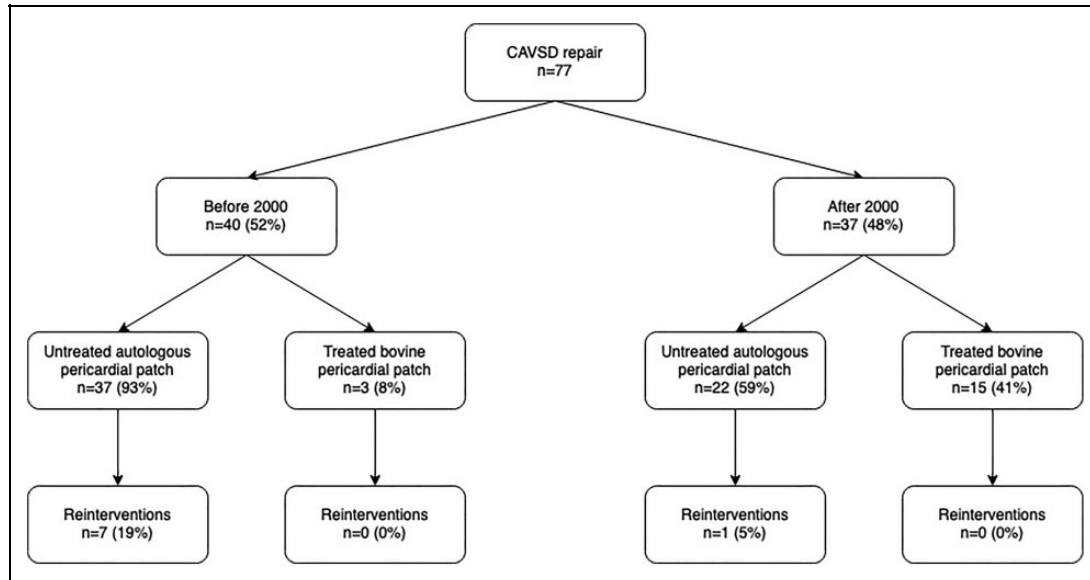 CAVSD repair
n=77
Before 2000
n=40 (52%)
After 2000
n=37 (48%)
Untreated autologous
pericardial patch
n=37 (93%)
Treated bovine
pericardial patch
n=3 (8%)
Untreated autologous
pericardial patch
n=22 (59%)
Treated bovine
pericardial patch
n=15 (41%)
Reinterventions
n=7 (19%)
Reinterventions
n=0 (0%)
Reinterventions
n=1 (5%)
Reinterventions
n=0 (0%)